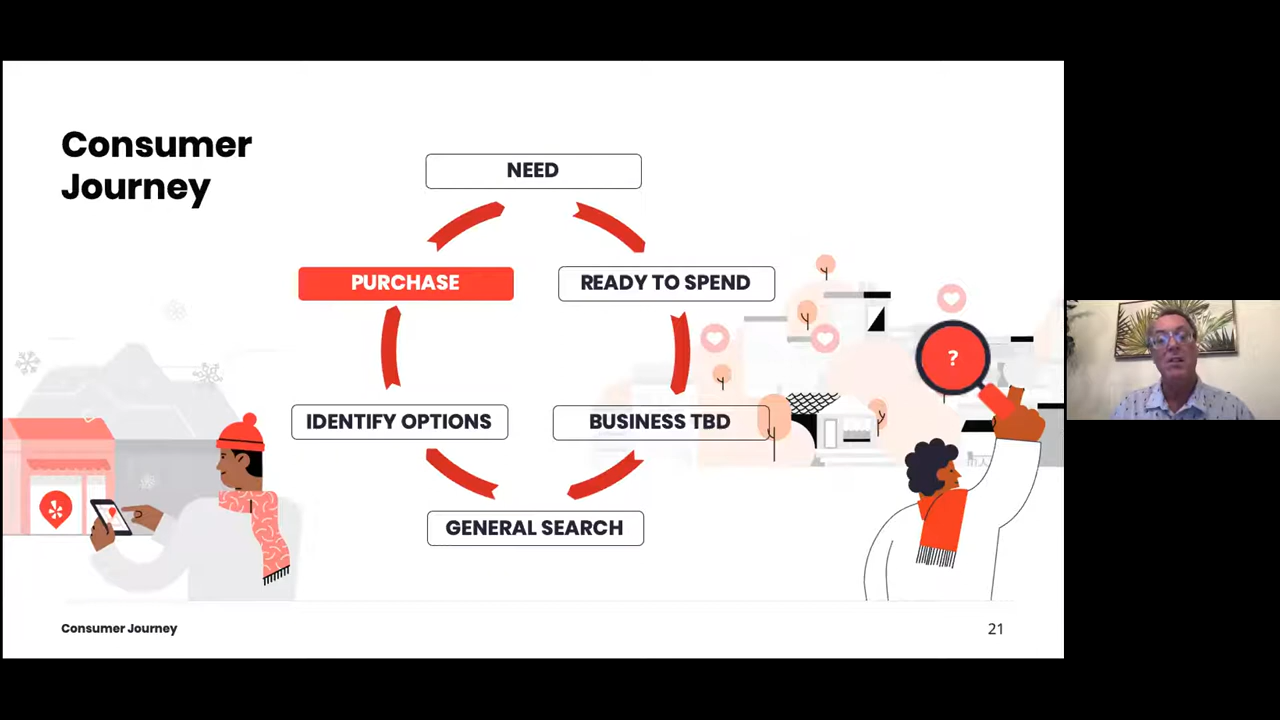 Consumer
Journey
NEED
PURCHASE
READY TO SPEND
IDENTIFY OPTIONS
BUSINESS TBD
GENERAL SEARCH
?
Consumer Journey
21